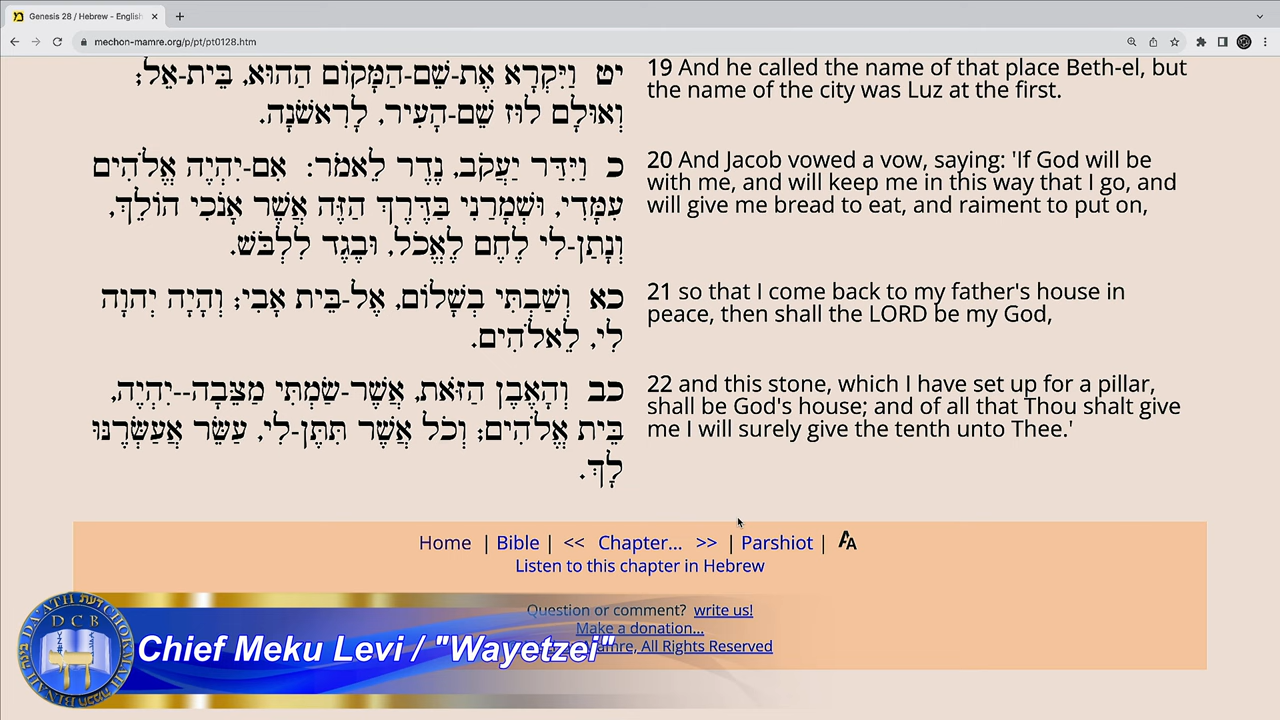 Genesis 28 / Hebrew - English
mechon-mamre.org/p/pt/pt0128.htm
יט וַיִּקְרָא אֶת-שֵׁם-הַמָּקוֹם הַהוּא, בֵּית-אֵל;
וְאוּלָם לוּז שֵׁם-הָעִיר, לָרִאשֹׁנָה.
19 And he called the name of that place Beth-el, but
the name of the city was Luz at the first.
כ וַיִּדַּר יַעֲקֹב, נֶדֶר לֵאמֹר: אִם-יִהְיֶה אֱלֹהִים
עִמָּדִי, וּשְׁמָרַנִי בַּדֶּרֶךְ הַזֶּה אֲשֶׁר אָנֹכִי הוֹלֵךְ,
וְנָתַן-לִי לֶחֶם לֶאֱכֹל, וּבֶגֶד לִלְבֹּשׁ.
20 And Jacob vowed a vow, saying: 'If God will be
with me, and will keep me in this way that I go, and
will give me bread to eat, and raiment to put on,
כא וְשַׁבְתִּי בְשָׁלוֹם, אֶל-בֵּית אָבִי; וְהָיָה יְהוָה
לִי, לֵאלֹהִים.
21 so that I come back to my father's house in
peace, then shall the LORD be my God,
כב וְהָאֶבֶן הַזֹּאת, אֲשֶׁר-שַׂמְתִּי מַצֵּבָה--יִהְיֶה,
בֵּית אֱלֹהִים; וְכֹל אֲשֶׁר תִּתֶּן-לִי, עַשֵּׂר אֲעַשְּׂרֶנּוּ
לָךְ.
22 and this stone, which I have set up for a pillar,
shall be God's house; and of all that Thou shalt give
me I will surely give the tenth unto Thee.'
Home | Bible | << Chapter... >> | Parshiot | AA
Listen to this chapter in Hebrew
Question or comment? write us!
Make a donation...
Mamre, All Rights Reserved
DCB
Chief Meku Levi / "Wayetzei"